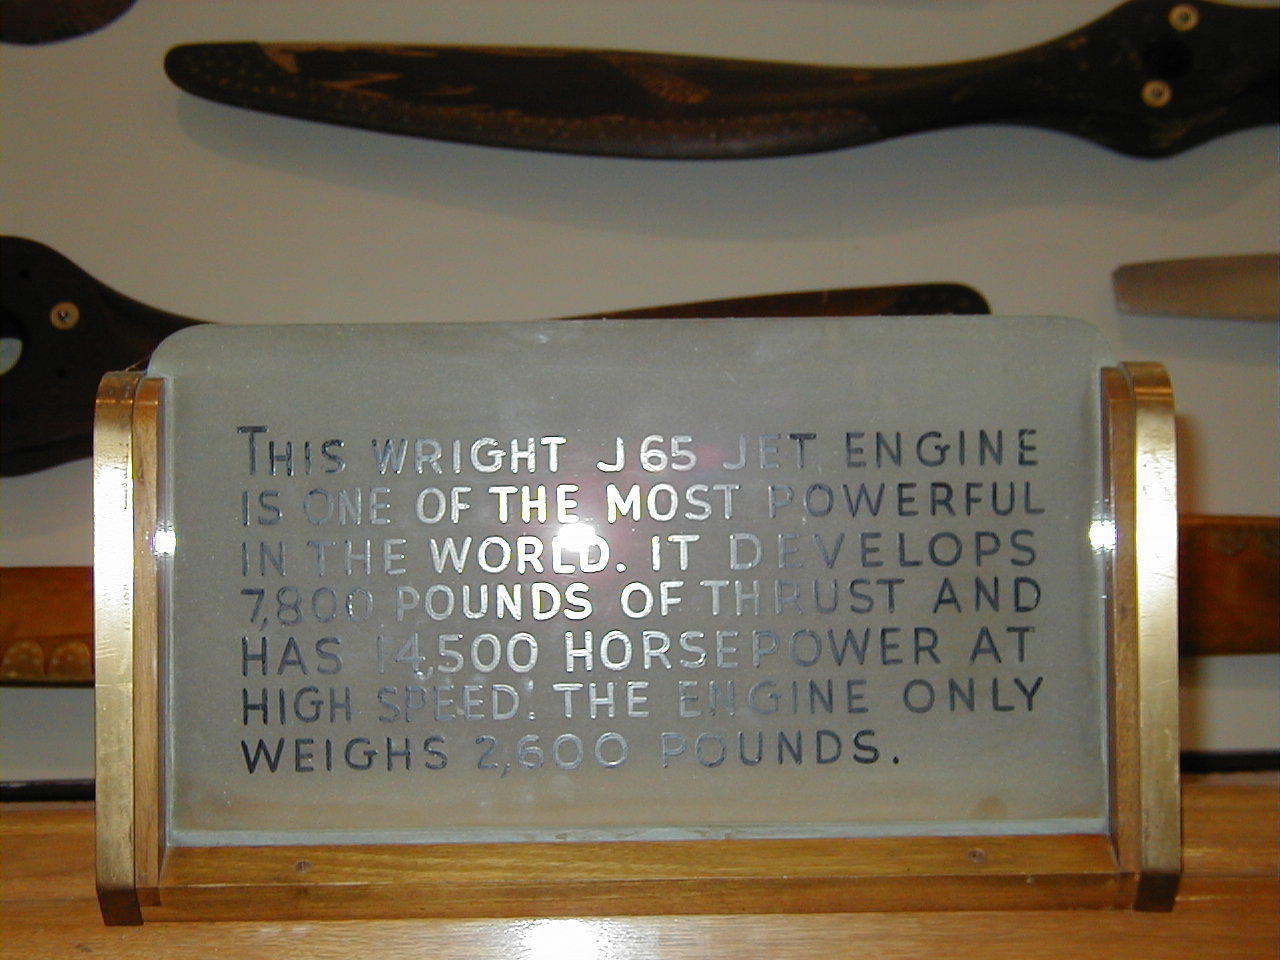 THIS WRIGHT J65 JET ENGINE
IS ONE OF THE MOST POWERFUL
IN THE WORLD. IT DEVELOPS
7,800 POUNDS OF THRUST AND
HAS 14,500 HORSEPOWER AT
HIGH SPEED. THE ENGINE ONLY
WEIGHS 2,600 POUNDS.